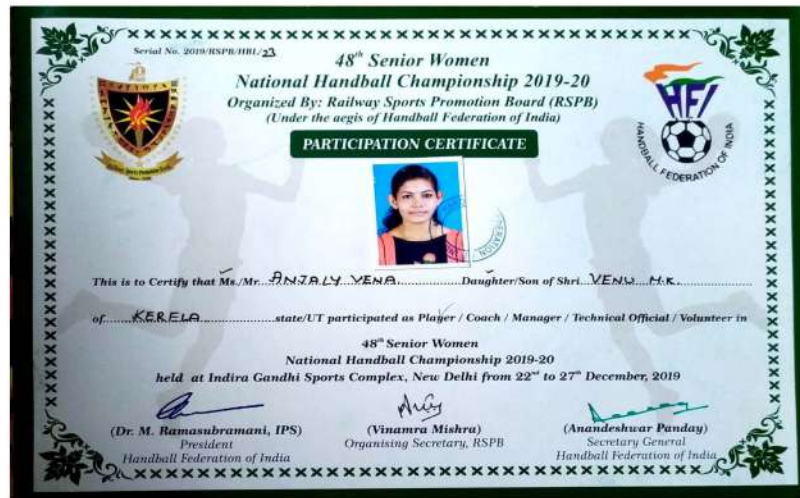 Serial No. 2019/RSPB/HBL/23
48th Senior Women
National Handball Championship 2019-20
Organized By: Railway Sports Promotion Board (RSPB)
(Under the aegis of Handball Federation of India)
PARTICIPATION CERTIFICATE
HFI
HANDBALL FEDERATION OF INDIA
This is to Certify that Ms./Mr. ANJALY VENA. Daughter/Son of Shri VENU M.K.
of KERELA state/UT participated as Player / Coach / Manager / Technical Official / Volunteer in
48th Senior Women
National Handball Championship 2019-20
held at Indira Gandhi Sports Complex, New Delhi from 22nd to 27th December, 2019
(Dr. M. Ramasubramani, IPS) (Vinamra Mishra) (Anandeshwar Panday)
President Organising Secretary, RSPB Secretary General
Handball Federation of India Handball Federation of India